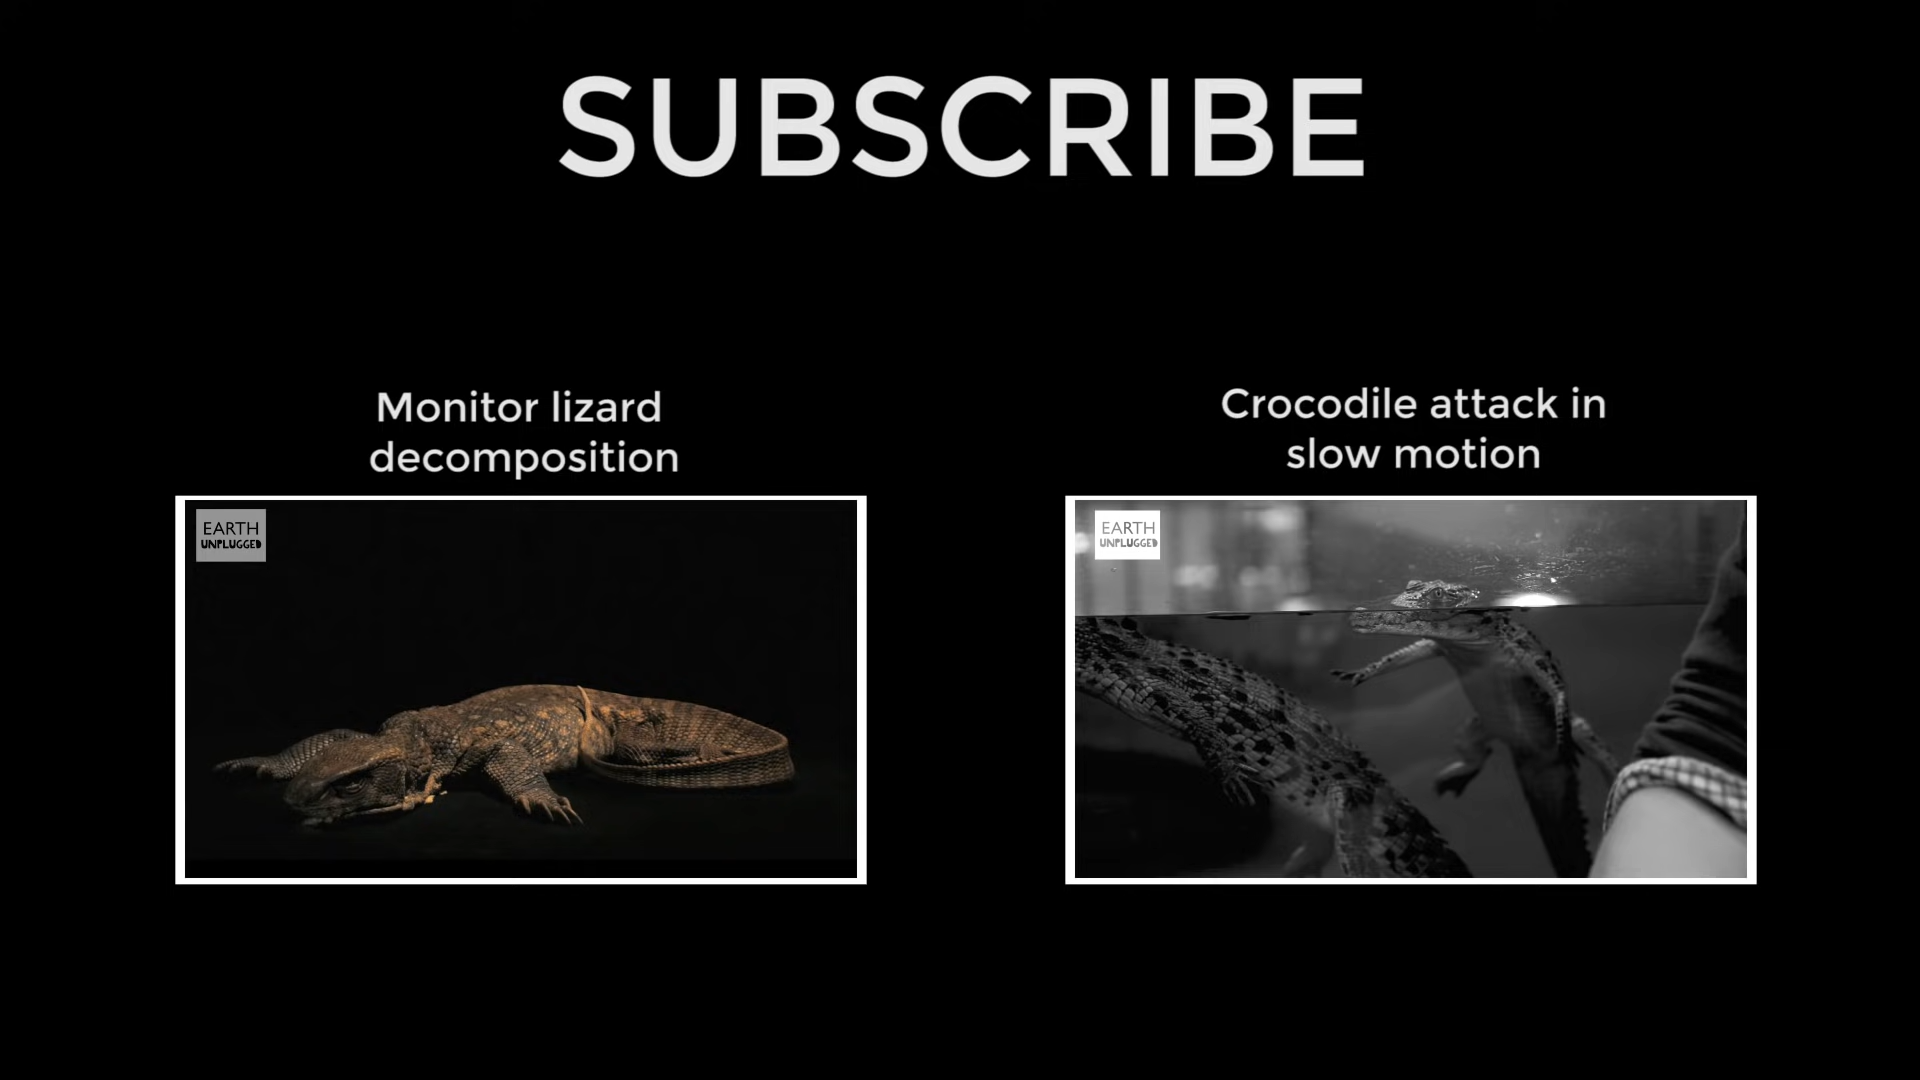 SUBSCRIBE
Monitor lizard
decomposition
Crocodile attack in
slow motion
EARTH
UNPLUGGED
EARTH
UNPLUGGED